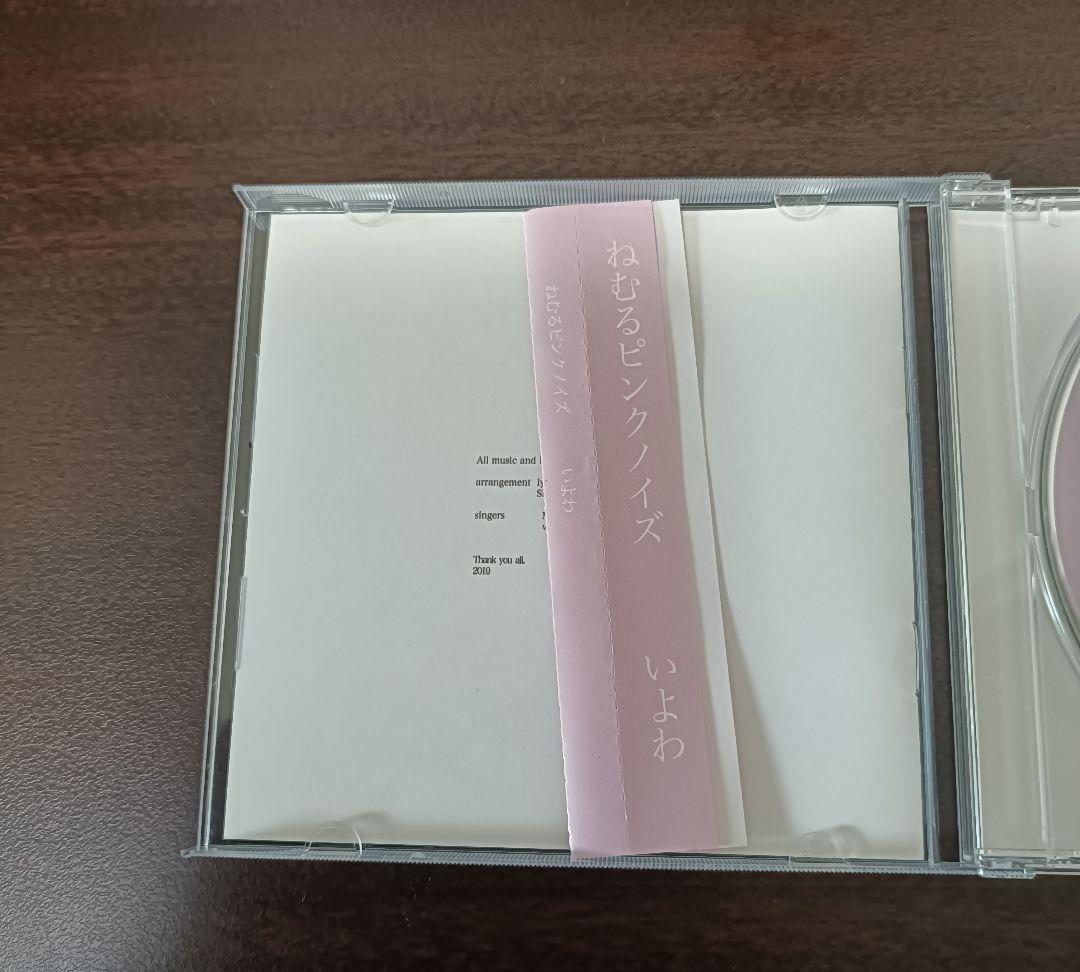 All music and
arrangement
singers
Thank you all.
2019
ねむるピンクノイズ いよわ
ねむるピンクノイズ いよわ